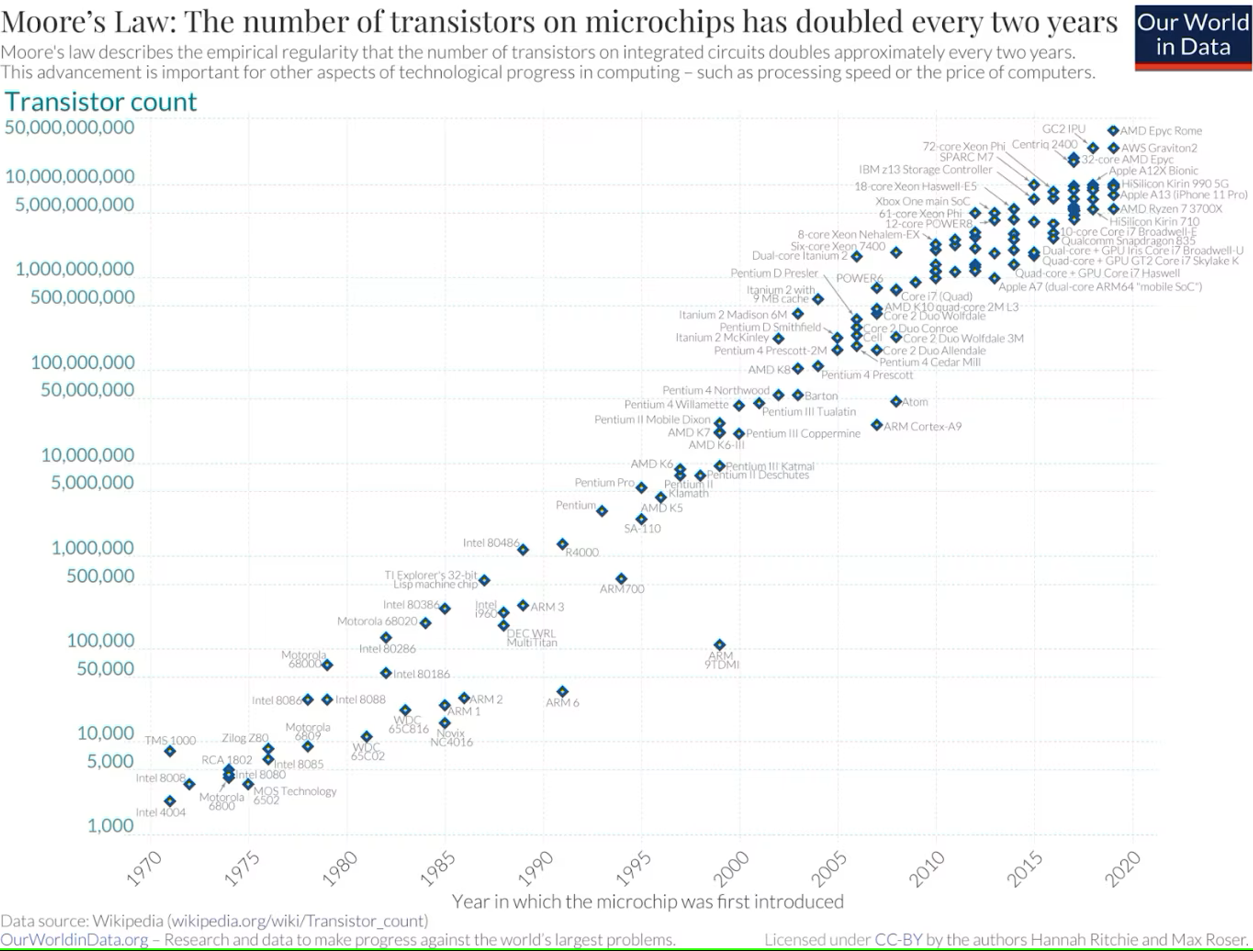 Moore's Law: The number of transistors on microchips has doubled every two years
Our World
in Data
Moore's law describes the empirical regularity that the number of transistors on integrated circuits doubles approximately every two years.
This advancement is important for other aspects of technological progress in computing – such as processing speed or the price of computers.
Transistor count
50,000,000,000
10,000,000,000
5,000,000,000
1,000,000,000
500,000,000
100,000,000
50,000,000
10,000,000
5,000,000
1,000,000
500,000
100,000
50,000
10,000
5,000
1,000
GC2 IPU
AMD Epyc Rome
72-core Xeon Phi
Centriq 2400
AWS Graviton2
SPARC M7
32-core AMD Epyc
IBM z13 Storage Controller
Apple A12X Bionic
18-core Xeon Haswell-E5
HiSilicon Kirin 990 5G
Xbox One main SoC
Apple A13 (iPhone 11 Pro)
61-core Xeon Phi
AMD Ryzen 7 3700X
12-core POWER8
HiSilicon Kirin 710
8-core Xeon Nehalem-EX
10-core Core i7 Broadwell-E
Six-core Xeon 7400
Qualcomm Snapdragon 835
Dual-core Itanium 2
Dual-core + GPU Iris Core i7 Broadwell-U
Quad-core + GPU GT2 Core i7 Skylake K
Pentium D Presler
POWER6
Quad-core + GPU Core i7 Haswell
Apple A7 (dual-core ARM64 "mobile SoC")
Itanium 2 with
9 MB cache
Core i7 (Quad)
AMD K10 quad-core 2M L3
Itanium 2 Madison 6M
Core 2 Duo Wolfdale
Pentium D Smithfield
Core 2 Duo Conroe
Itanium 2 McKinley
Cell
Core 2 Duo Wolfdale 3M
Pentium 4 Prescott-2M
Core 2 Duo Allendale
Pentium 4 Cedar Mill
AMD K8
Pentium 4 Prescott
Pentium 4 Northwood
Barton
Atom
Pentium 4 Willamette
Pentium III Tualatin
Pentium II Mobile Dixon
ARM Cortex-A9
AMD K7
Pentium III Coppermine
AMD K6-III
AMD K6
Pentium III Katmai
Pentium II Deschutes
Pentium Pro
Pentium II
Klamath
Pentium
AMD K5
SA-110
Intel 80486
R4000
TI Explorer's 32-bit
Lisp machine chip
ARM700
Intel 80386
Intel
i960
ARM 3
Motorola 68020
DEC WRL
MultiTitan
Intel 80286
ARM
9TDMI
Motorola
68000
Intel 80186
Intel 8086
Intel 8088
ARM 2
ARM 6
ARM 1
WDC
65C816
Novix
NC4016
Motorola
6809
TMS 1000
Zilog Z80
WDC
65C02
RCA 1802
Intel 8085
Intel 8008
Intel 8080
Motorola
6800
MOS Technology
6502
Intel 4004
1970
1975
1980
1985
1990
1995
2000
2005
2010
2015
2020
Year in which the microchip was first introduced
Data source: Wikipedia (wikipedia.org/wiki/Transistor_count)
OurWorldinData.org – Research and data to make progress against the world's largest problems.
Licensed under CC-BY by the authors Hannah Ritchie and Max Roser.